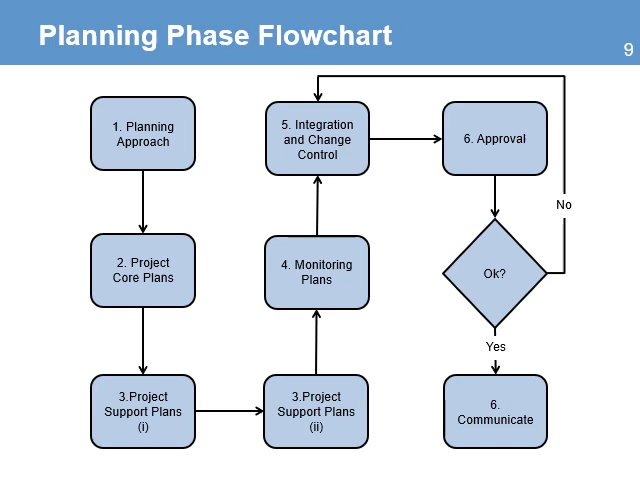 Planning Phase Flowchart
9
1. Planning
Approach
2. Project
Core Plans
3.Project
Support Plans
(i)
3.Project
Support Plans
(ii)
4. Monitoring
Plans
5. Integration
and Change
Control
6. Approval
Ok?
No
Yes
6.
Communicate